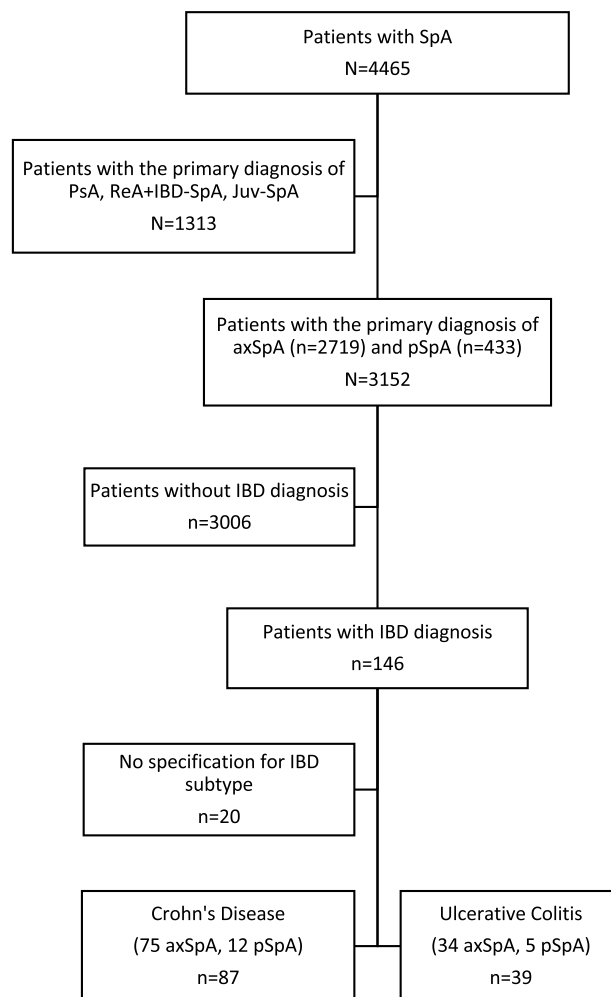 Patients with SpA
N=4465
Patients with the primary diagnosis of
PsA, ReA+IBD-SpA, Juv-SpA
N=1313
Patients with the primary diagnosis of
axSpA (n=2719) and pSpA (n=433)
N=3152
Patients without IBD diagnosis
n=3006
Patients with IBD diagnosis
n=146
No specification for IBD
subtype
n=20
Crohn's Disease
(75 axSpA, 12 pSpA)
n=87
Ulcerative Colitis
(34 axSpA, 5 pSpA)
n=39